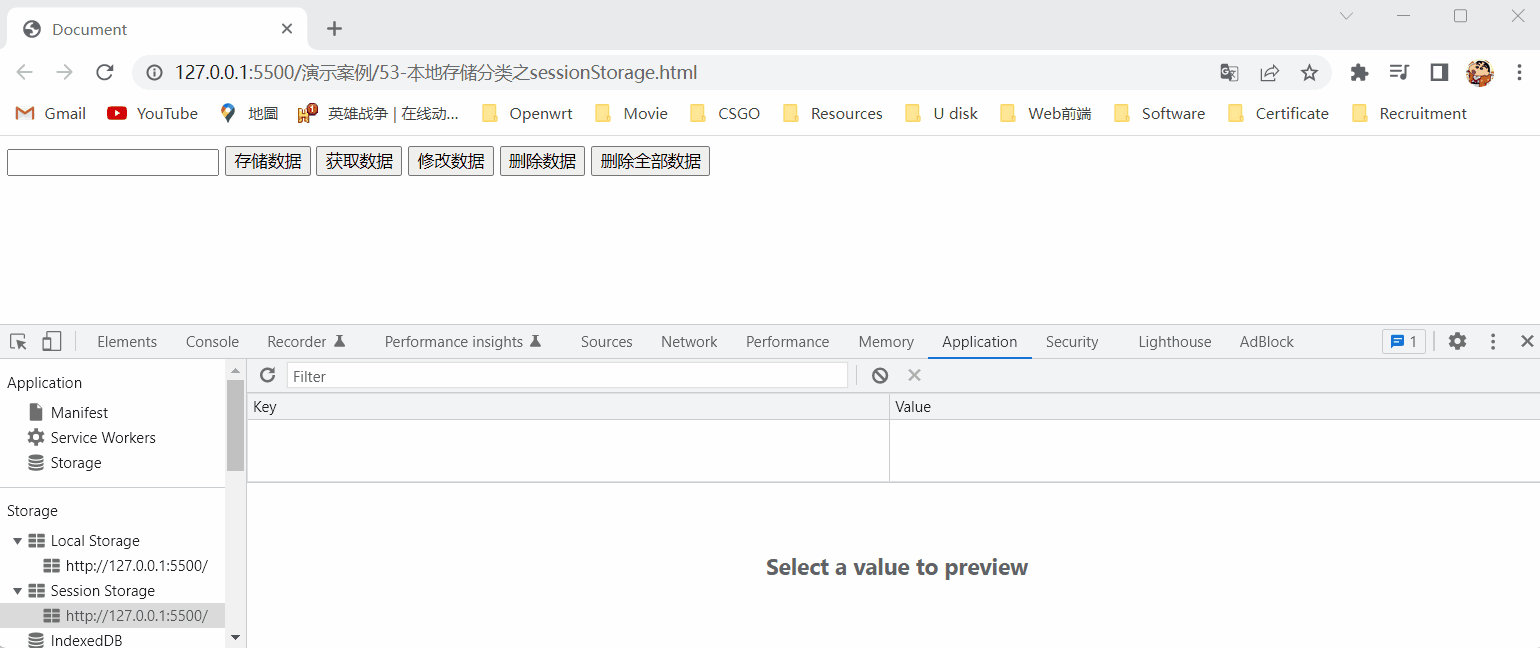 Document
127.0.0.1:5500/演示案例/53-本地存储分类之sessionStorage.html
Gmail YouTube 地圖 1 英雄战争 | 在线动... Openwrt Movie CSGO Resources U disk Web前端 Software Certificate Recruitment
存储数据 获取数据 修改数据 删除数据 删除全部数据
Elements Console Recorder Performance insights Sources Network Performance Memory Application Security Lighthouse AdBlock 1
Application
Filter
Key Value
Manifest
Service Workers
Storage
Storage
Local Storage
http://127.0.0.1:5500/
Session Storage
http://127.0.0.1:5500/
IndexedDB
Select a value to preview